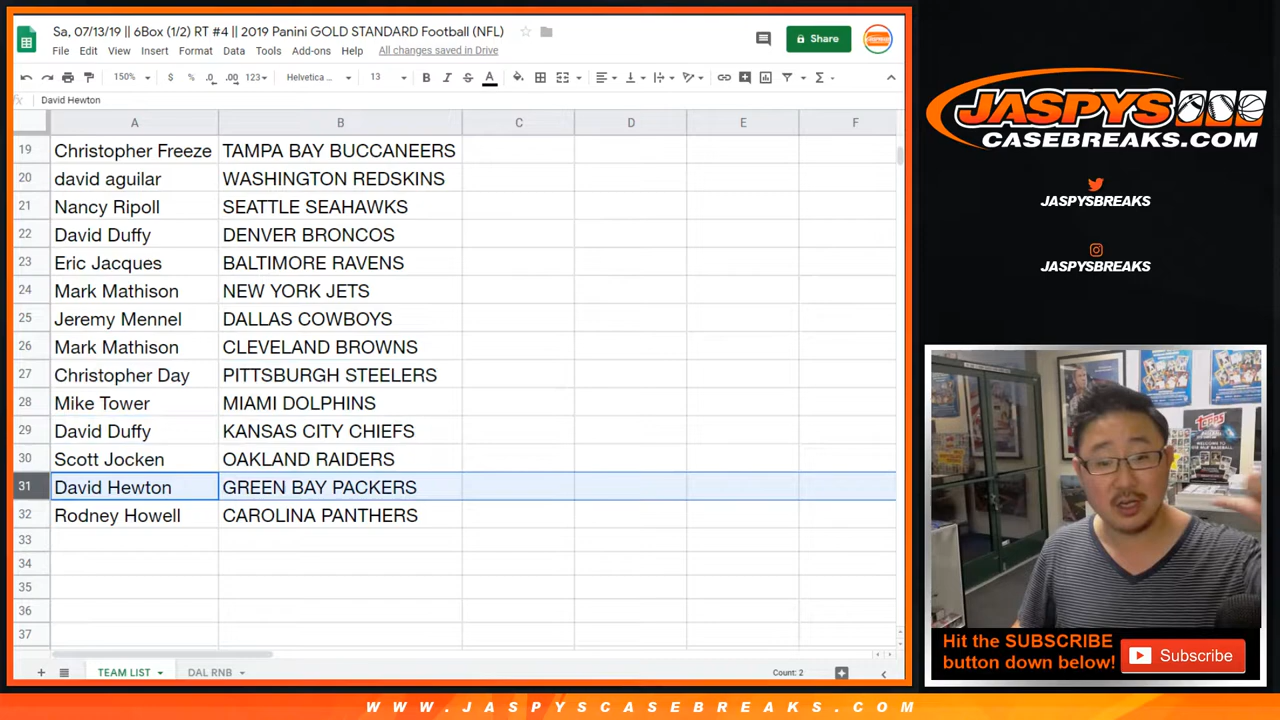 Sa, 07/13/19 || 6Box (1/2) RT #4 || 2019 Panini GOLD STANDARD Football (NFL)
File Edit View Insert Format Data Tools Add-ons Help All changes saved in Drive
Share
150% $ % .0 .00 123 Helvetica ... 13 B I S A
fx David Hewton
A B C D E F
19 Christopher Freeze TAMPA BAY BUCCANEERS
20 david aguilar WASHINGTON REDSKINS
21 Nancy Ripoll SEATTLE SEAHAWKS
22 David Duffy DENVER BRONCOS
23 Eric Jacques BALTIMORE RAVENS
24 Mark Mathison NEW YORK JETS
25 Jeremy Mennel DALLAS COWBOYS
26 Mark Mathison CLEVELAND BROWNS
27 Christopher Day PITTSBURGH STEELERS
28 Mike Tower MIAMI DOLPHINS
29 David Duffy KANSAS CITY CHIEFS
30 Scott Jocken OAKLAND RAIDERS
31 David Hewton GREEN BAY PACKERS
32 Rodney Howell CAROLINA PANTHERS
33
34
35
36
37
TEAM LIST DAL RNB Count: 2
JASPYS
CASEBREAKS.COM
JASPYSBREAKS
JASPYSBREAKS
Topps
Hit the SUBSCRIBE
button down below!
Subscribe
WWW.JASPYSCASEBREAKS.COM